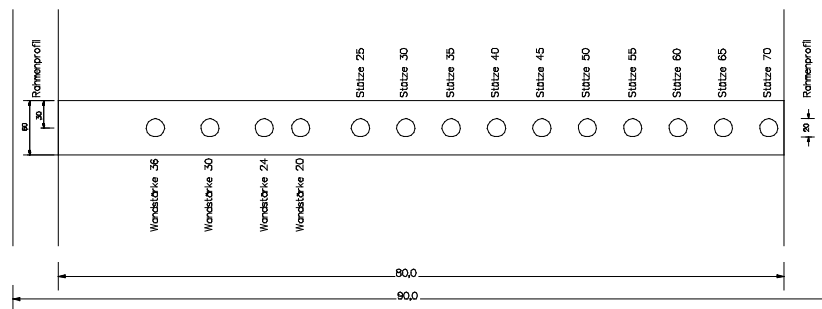 Rahmenprofil
60
30
Stütze 25
Stütze 30
Stütze 35
Stütze 40
Stütze 45
Stütze 50
Stütze 55
Stütze 60
Stütze 65
Stütze 70
Rahmenprofil
20
Wandstärke 36
Wandstärke 30
Wandstärke 24
Wandstärke 20
80,0
90,0